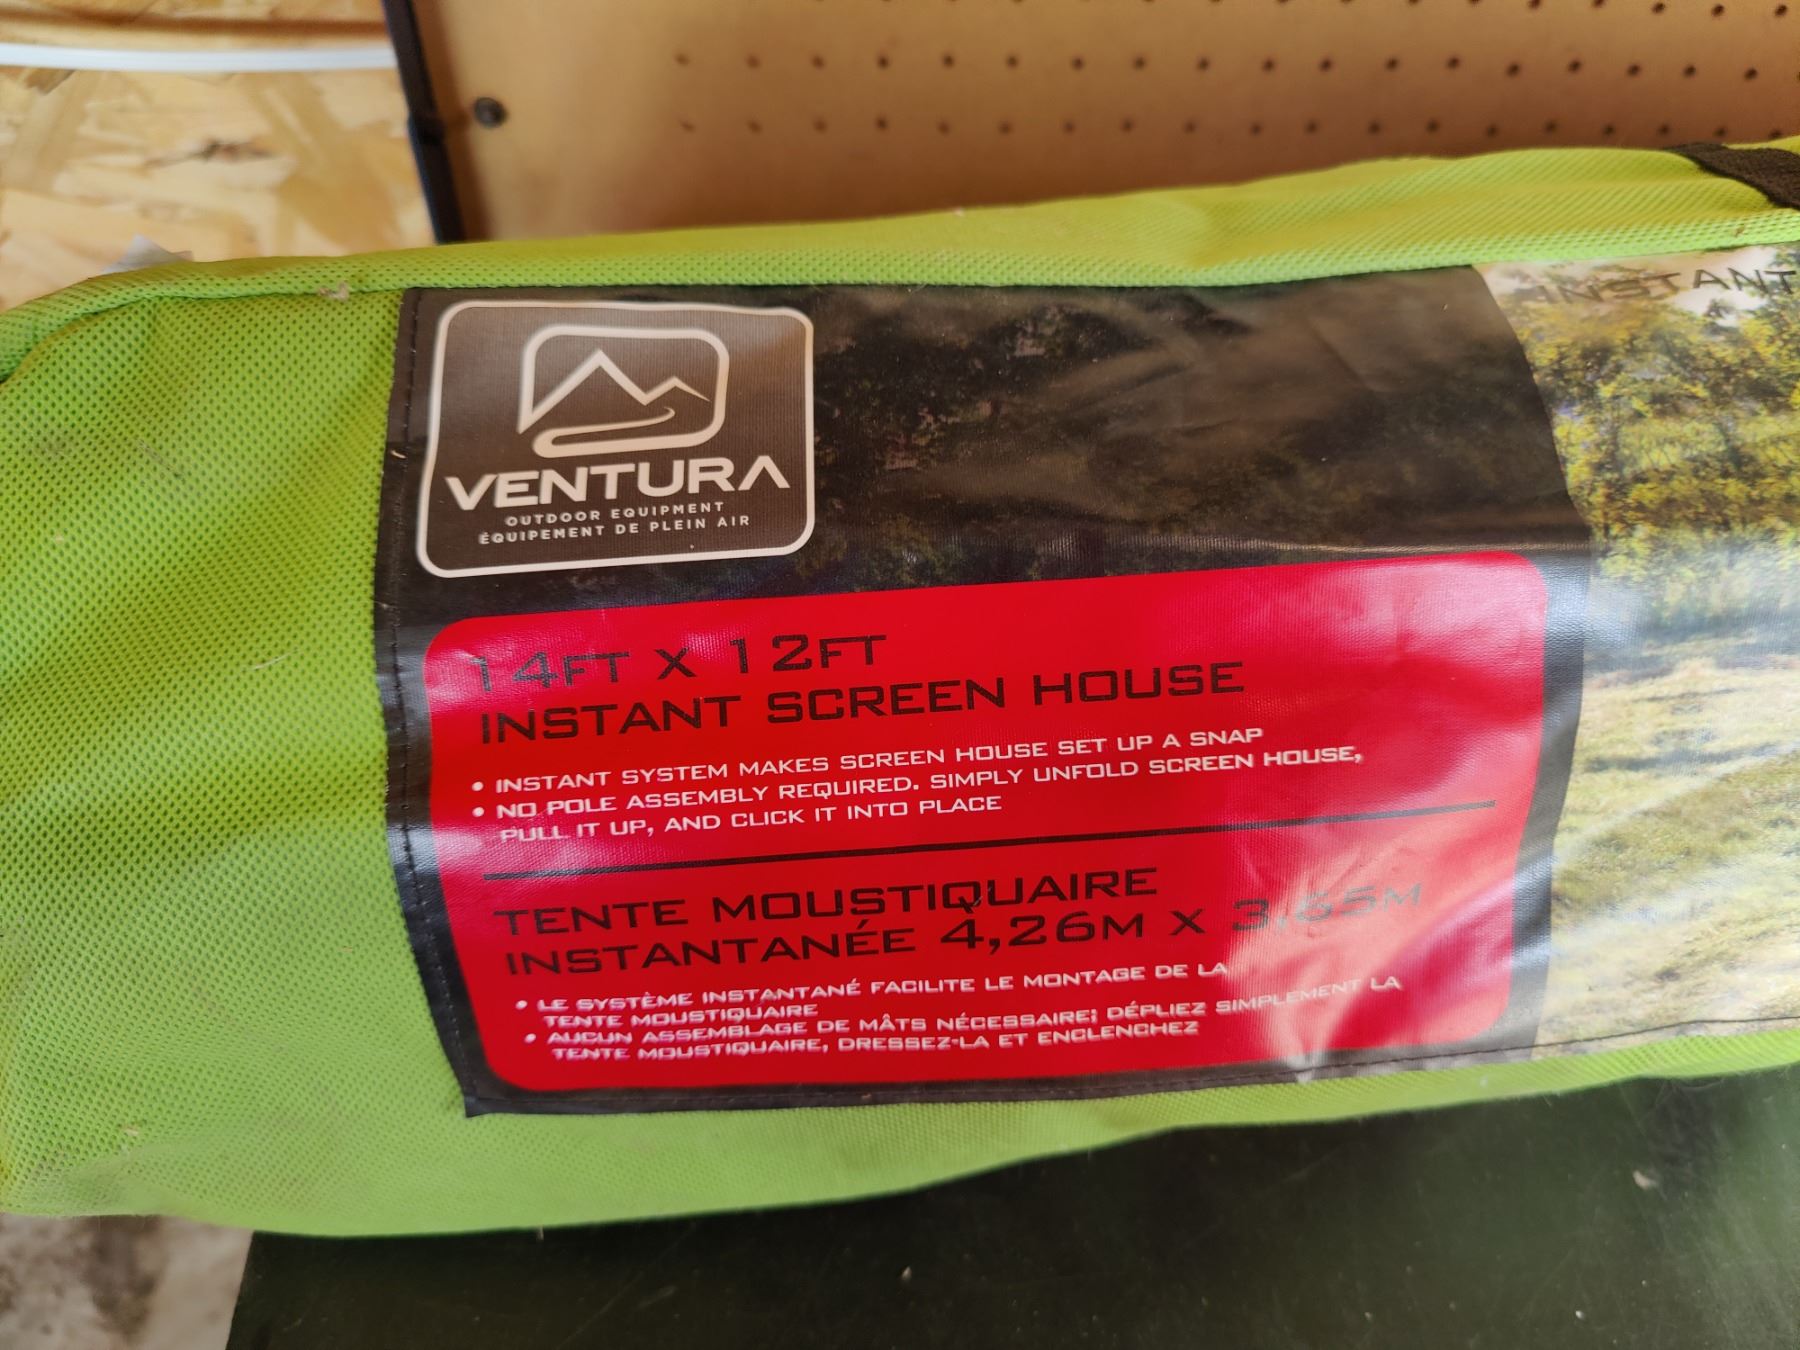 VENTURA
OUTDOOR EQUIPMENT
ÉQUIPEMENT DE PLEIN AIR
INSTANT
14FT X 12FT
INSTANT SCREEN HOUSE
• INSTANT SYSTEM MAKES SCREEN HOUSE SET UP A SNAP
• NO POLE ASSEMBLY REQUIRED. SIMPLY UNFOLD SCREEN HOUSE,
PULL IT UP, AND CLICK IT INTO PLACE
TENTE MOUSTIQUAIRE
INSTANTANÉE 4,26M X 3,65M
• LE SYSTÈME INSTANTANÉ FACILITE LE MONTAGE DE LA
TENTE MOUSTIQUAIRE
• AUCUN ASSEMBLAGE DE MÂTS NÉCESSAIRE; DÉPLIEZ SIMPLEMENT LA
TENTE MOUSTIQUAIRE, DRESSEZ-LA ET ENCLENCHEZ